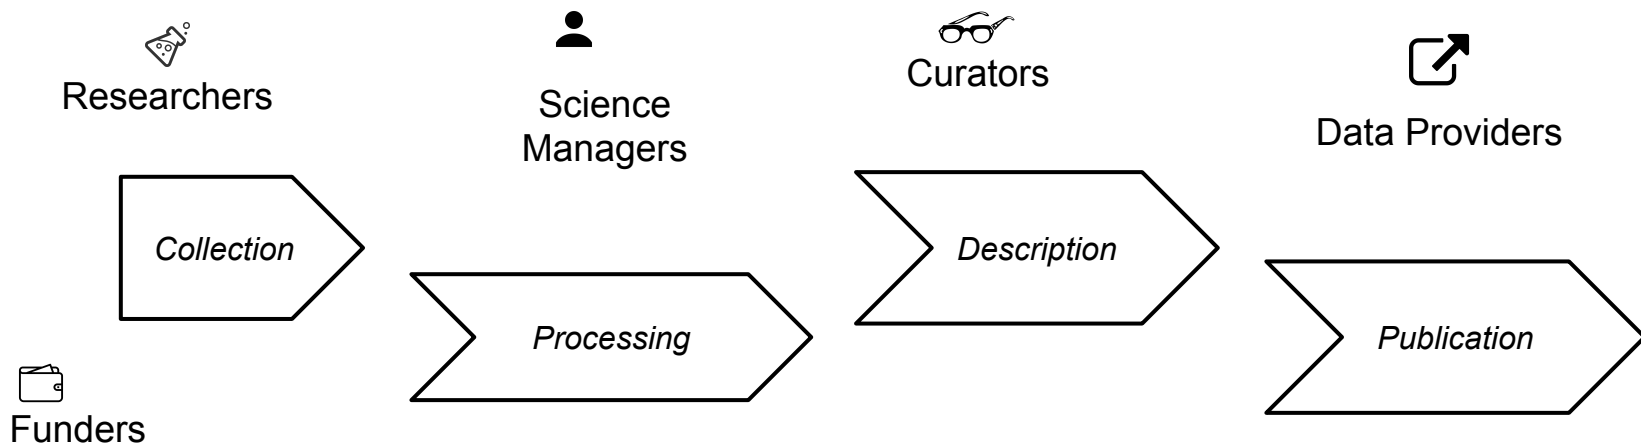 Researchers
Science
Managers
Curators
Data Providers
Collection
Processing
Description
Publication
Funders